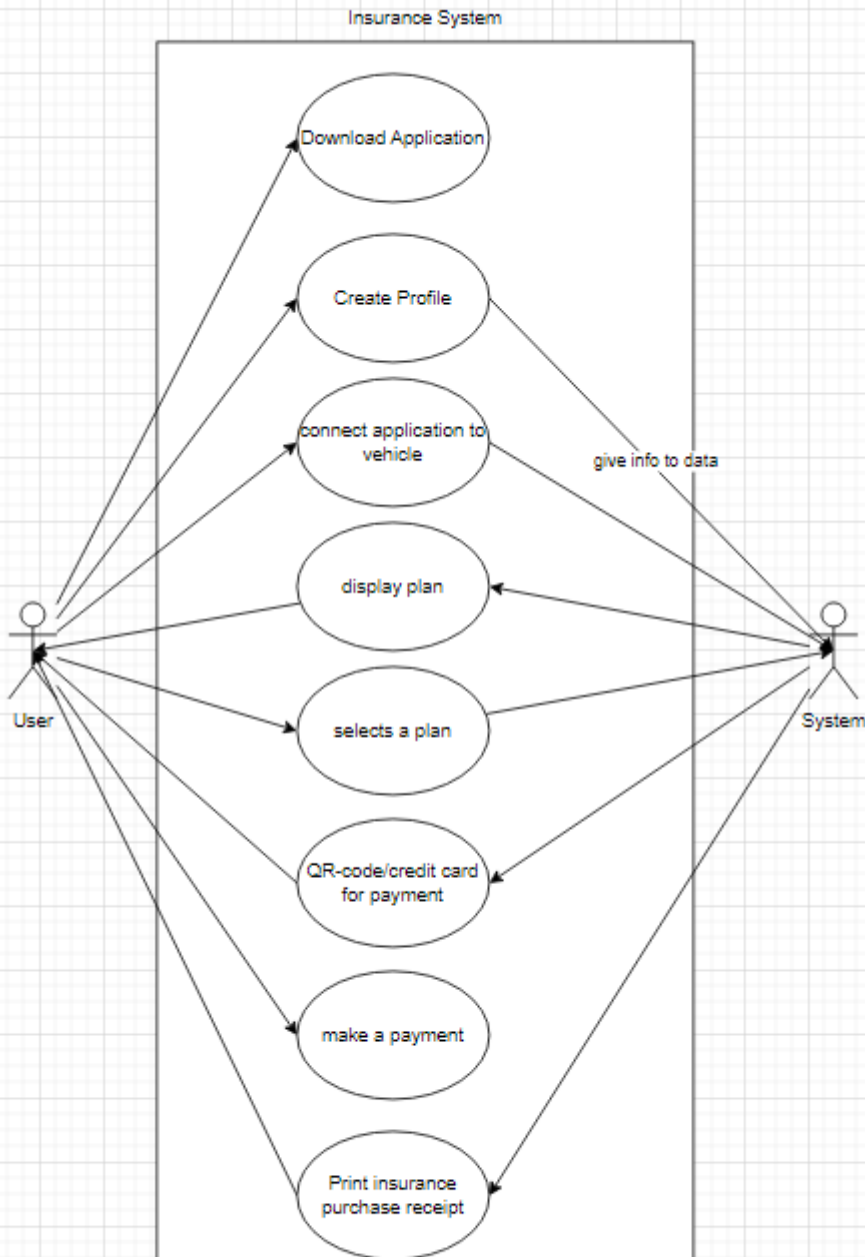 Insurance System
Download Application
Create Profile
connect application to
vehicle
give info to data
display plan
User
selects a plan
System
QR-code/credit card
for payment
make a payment
Print insurance
purchase receipt